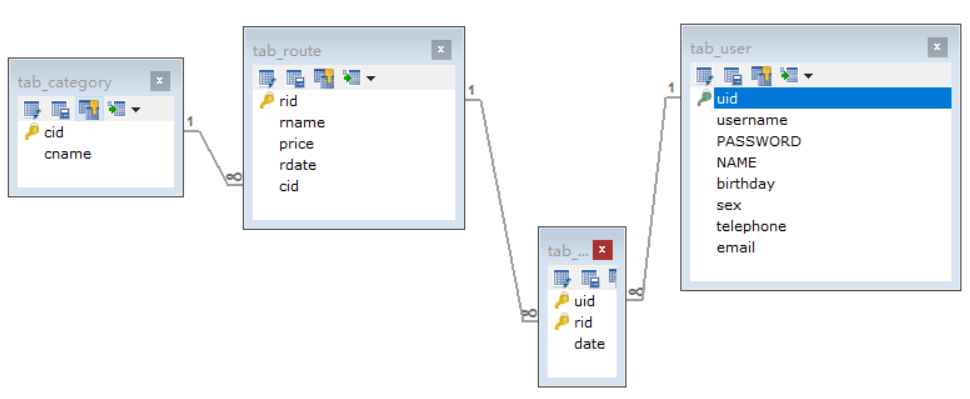 tab_category
cid
cname
1
∞
tab_route
rid
rname
price
rdate
cid
1
∞
tab_...
uid
rid
date
∞
1
tab_user
uid
username
PASSWORD
NAME
birthday
sex
telephone
email